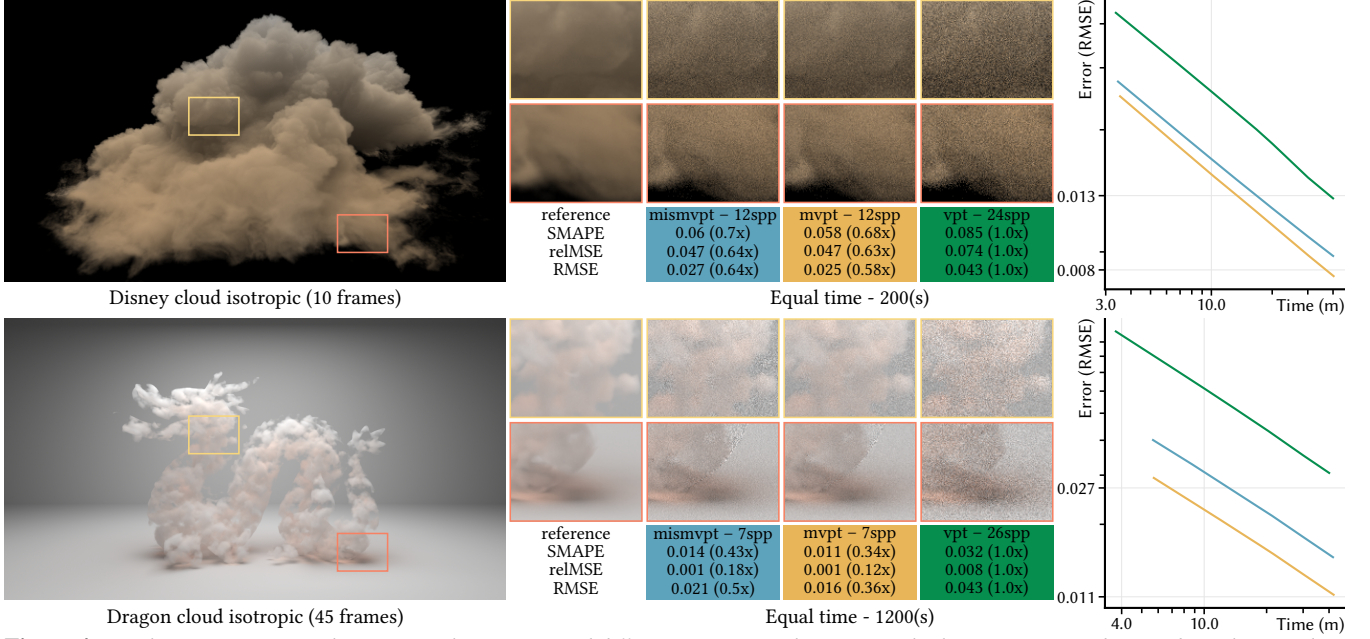 reference
SMAPE
relMSE
RMSE
mismvpt – 12spp
0.06 (0.7x)
0.047 (0.64x)
0.027 (0.64x)
mvpt – 12spp
0.058 (0.68x)
0.047 (0.63x)
0.025 (0.58x)
vpt – 24spp
0.085 (1.0x)
0.074 (1.0x)
0.043 (1.0x)
Disney cloud isotropic (10 frames)
Equal time - 200(s)
Error (RMSE)
0.013
0.008
3.0
10.0
Time (m)
reference
SMAPE
relMSE
RMSE
mismvpt – 7spp
0.014 (0.43x)
0.001 (0.18x)
0.021 (0.5x)
mvpt – 7spp
0.011 (0.34x)
0.001 (0.12x)
0.016 (0.36x)
vpt – 26spp
0.032 (1.0x)
0.008 (1.0x)
0.043 (1.0x)
Dragon cloud isotropic (45 frames)
Equal time - 1200(s)
Error (RMSE)
0.027
0.011
4.0
10.0
Time (m)